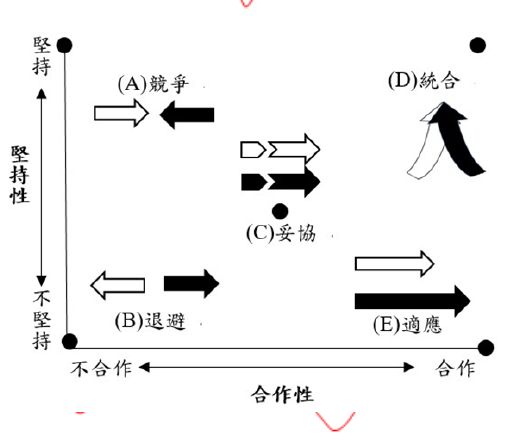 堅持
(A)競爭
(D)統合
堅持性
(C)妥協
不堅持
(B)退避
(E)適應
不合作
合作
合作性